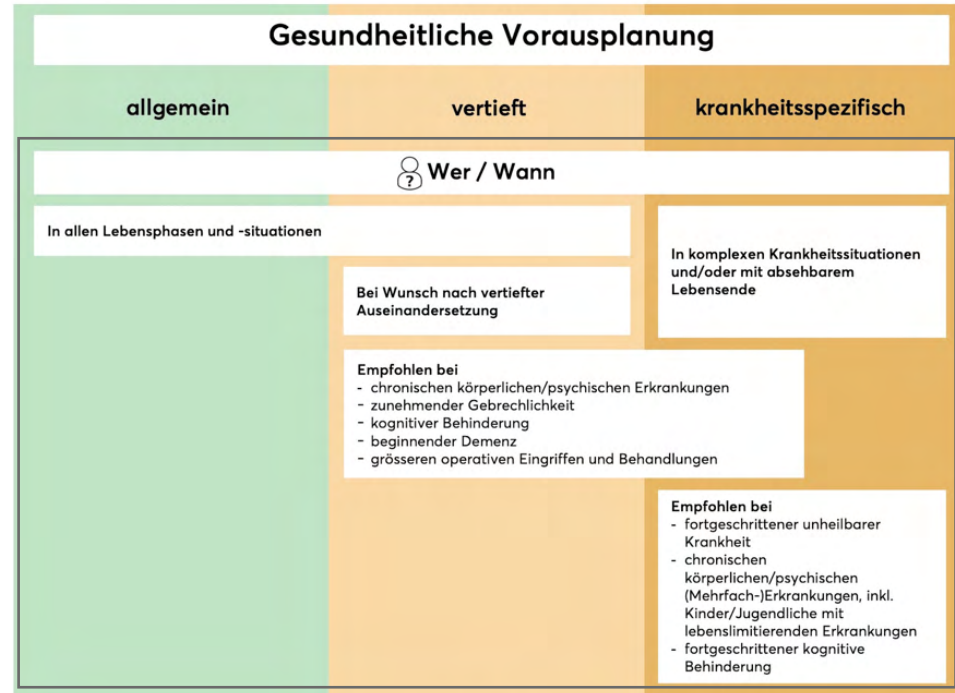 Gesundheitliche Vorausplanung
allgemein
vertieft
krankheitsspezifisch
? Wer / Wann
In allen Lebensphasen und -situationen
In komplexen Krankheitssituationen
und/oder mit absehbarem
Lebensende
Bei Wunsch nach vertiefter
Auseinandersetzung
Empfohlen bei
- chronischen körperlichen/psychischen Erkrankungen
- zunehmender Gebrechlichkeit
- kognitiver Behinderung
- beginnender Demenz
- grösseren operativen Eingriffen und Behandlungen
Empfohlen bei
- fortgeschrittener unheilbarer
Krankheit
- chronischen
körperlichen/psychischen
(Mehrfach-)Erkrankungen, inkl.
Kinder/Jugendliche mit
lebenslimitierenden Erkrankungen
- fortgeschrittener kognitive
Behinderung